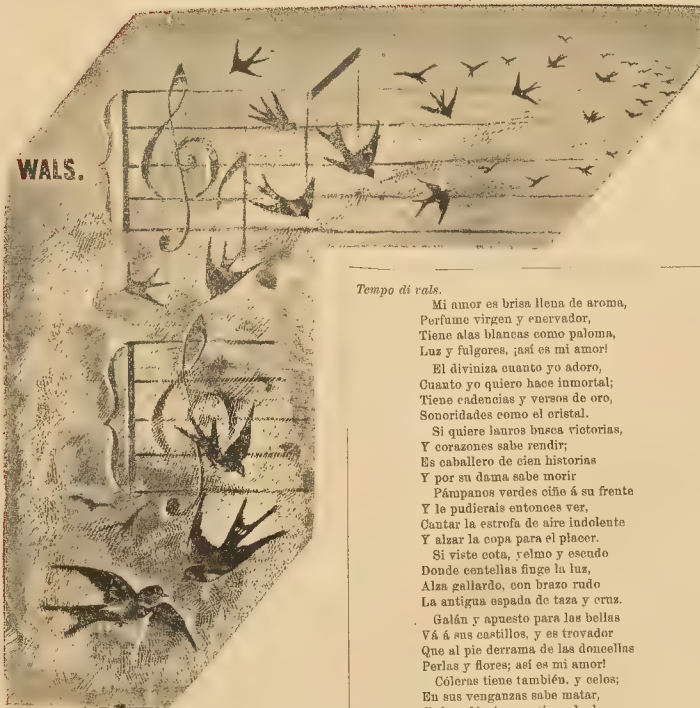 WALS.
Tempo di vals.
Mi amor es brisa llena de aroma,
Perfume virgen y enervador,
Tiene alas blancas como paloma,
Luz y fulgores, ¡así es mi amor!
El diviniza cuanto yo adoro,
Cuanto yo quiero hace inmortal;
Tiene cadencias y versos de oro,
Sonoridades como el cristal.
Si quiere lauros busca victorias,
Y corazones sabe rendir;
Es caballero de cien historias
Y por su dama sabe morir
Pámpanos verdes ciñe á su frente
Y le pudierais entonces ver,
Cantar la estrofa de aire indolente
Y alzar la copa para el placer.
Si viste cota, yelmo y escudo
Donde centellas finge la luz,
Alza gallardo, con brazo rudo
La antigua espada de taza y cruz.
Galán y apuesto para las bellas
Vá á sus castillos, y es trovador
Que al pie derrama de las doncellas
Perlas y flores; así es mi amor!
Cóleras tiene también. y celos;
En sus venganzas sabe matar,